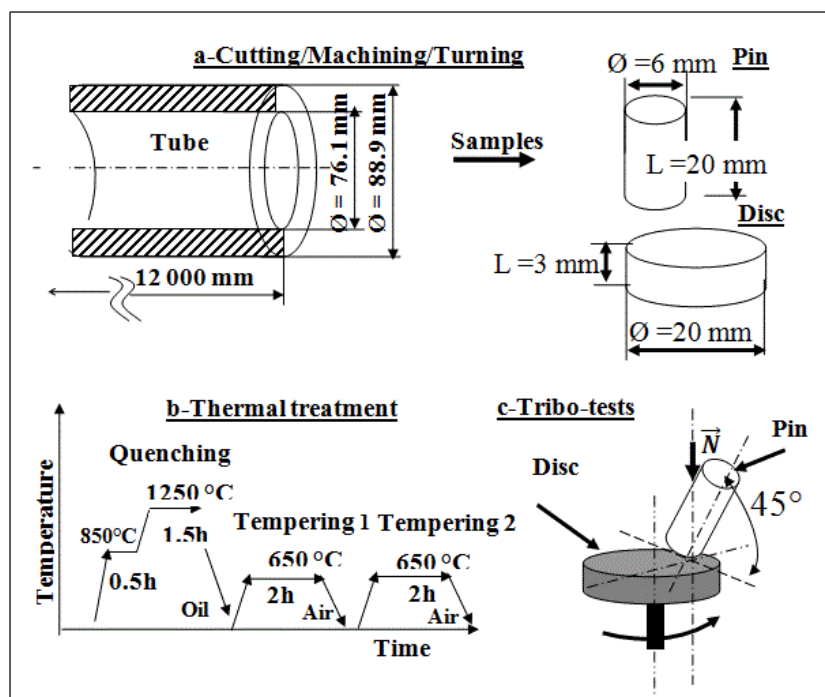 a-Cutting/Machining/Turning
Ø =6 mm
Pin
Tube
Ø = 76.1 mm
Ø = 88.9 mm
Samples
L =20 mm
Disc
12 000 mm
L =3 mm
Ø =20 mm
b-Thermal treatment
Temperature
Quenching
1250 °C
850°C
1.5h
0.5h
Oil
Tempering 1
650 °C
2h
Air
Tempering 2
650 °C
2h
Air
Time
c-Tribo-tests
N
Pin
Disc
45°